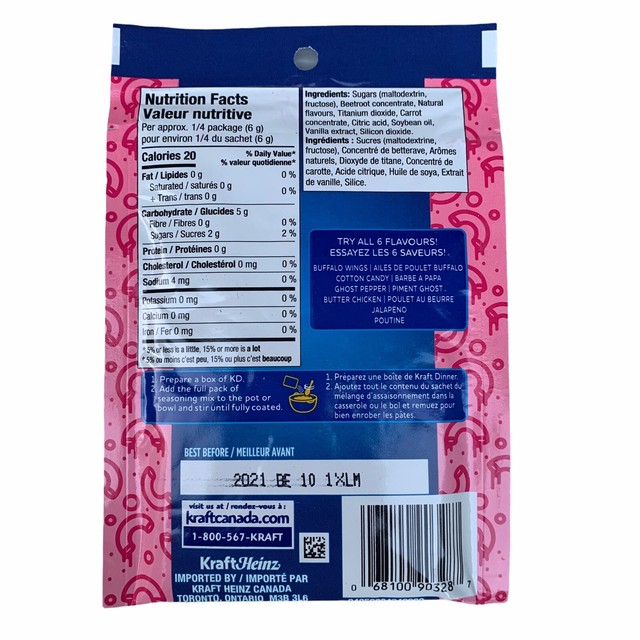 Nutrition Facts
Valeur nutritive
Per approx. 1/4 package (6 g)
pour environ 1/4 du sachet (6 g)
Calories 20
% Daily Value*
% valeur quotidienne*
Fat / Lipides 0 g 0 %
Saturated / saturés 0 g
+ Trans / trans 0 g 0 %
Carbohydrate / Glucides 5 g
Fibre / Fibres 0 g 0 %
Sugars / Sucres 2 g 2 %
Protein / Protéines 0 g
Cholesterol / Cholestérol 0 mg 0 %
Sodium 4 mg 0 %
Potassium 0 mg 0 %
Calcium 0 mg 0 %
Iron / Fer 0 mg 0 %
* 5% or less is a little, 15% or more is a lot
* 5% ou moins c'est peu, 15% ou plus c'est beaucoup
Ingredients: Sugars (maltodextrin,
fructose), Beetroot concentrate, Natural
flavours, Titanium dioxide, Carrot
concentrate, Citric acid, Soybean oil,
Vanilla extract, Silicon dioxide.
Ingrédients : Sucres (maltodextrine,
fructose), Concentré de betterave, Arômes
naturels, Dioxyde de titane, Concentré de
carotte, Acide citrique, Huile de soya, Extrait
de vanille, Silice.
TRY ALL 6 FLAVOURS!
ESSAYEZ LES 6 SAVEURS!
BUFFALO WINGS | AILES DE POULET BUFFALO
COTTON CANDY | BARBE À PAPA
GHOST PEPPER | PIMENT GHOST
BUTTER CHICKEN | POULET AU BEURRE
JALAPENO
POUTINE
1. Prepare a box of KD.
2. Add the full pack of
seasoning mix to the pot or
bowl and stir until fully coated.
1. Préparez une boîte de Kraft Dinner.
2. Ajoutez tout le contenu du sachet du
mélange d'assaisonnement dans la
casserole ou le bol et remuez pour
bien enrober les pâtes.
BEST BEFORE / MEILLEUR AVANT
2021 BE 10 1XLM
visit us at / rendez-vous à :
kraftcanada.com
1-800-567-KRAFT
KraftHeinz
IMPORTED BY / IMPORTÉ PAR
KRAFT HEINZ CANADA
TORONTO, ONTARIO M3B 3L6
0 68100 90328 7